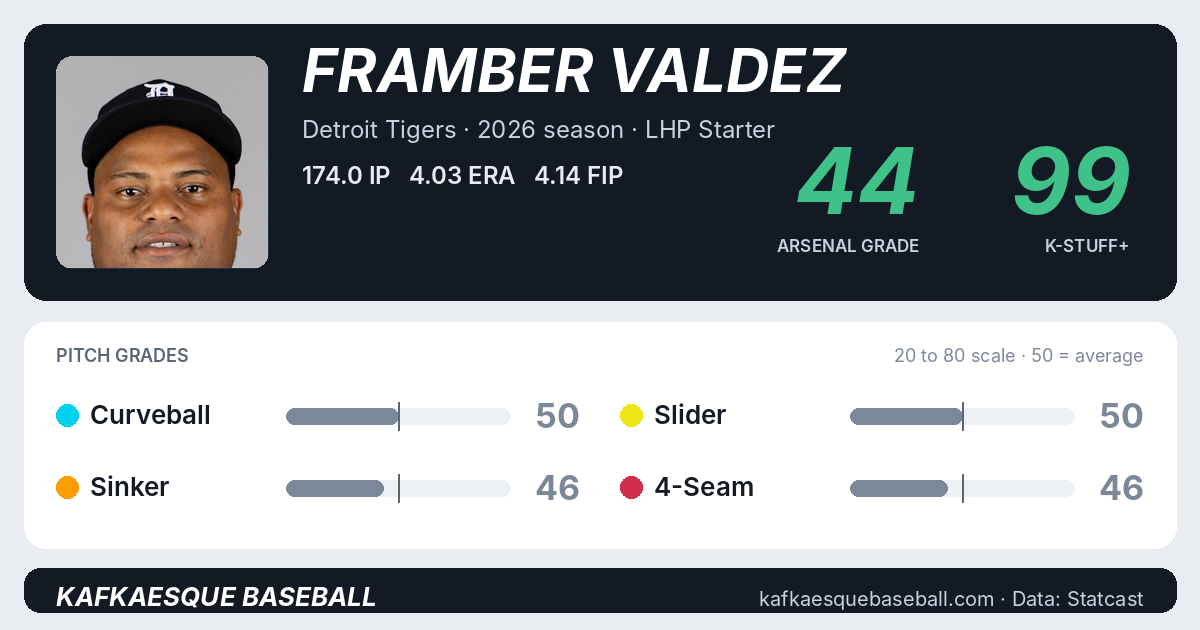 FRAMBER VALDEZ
Detroit Tigers · 2026 season · LHP Starter
174.0 IP 4.03 ERA 4.14 FIP
44 99
ARSENAL GRADE K-STUFF+
PITCH GRADES 20 to 80 scale · 50 = average
Curveball 50 Slider 50
Sinker 46 4-Seam 46
KAFKAESQUE BASEBALL kafkaesquebaseball.com · Data: Statcast